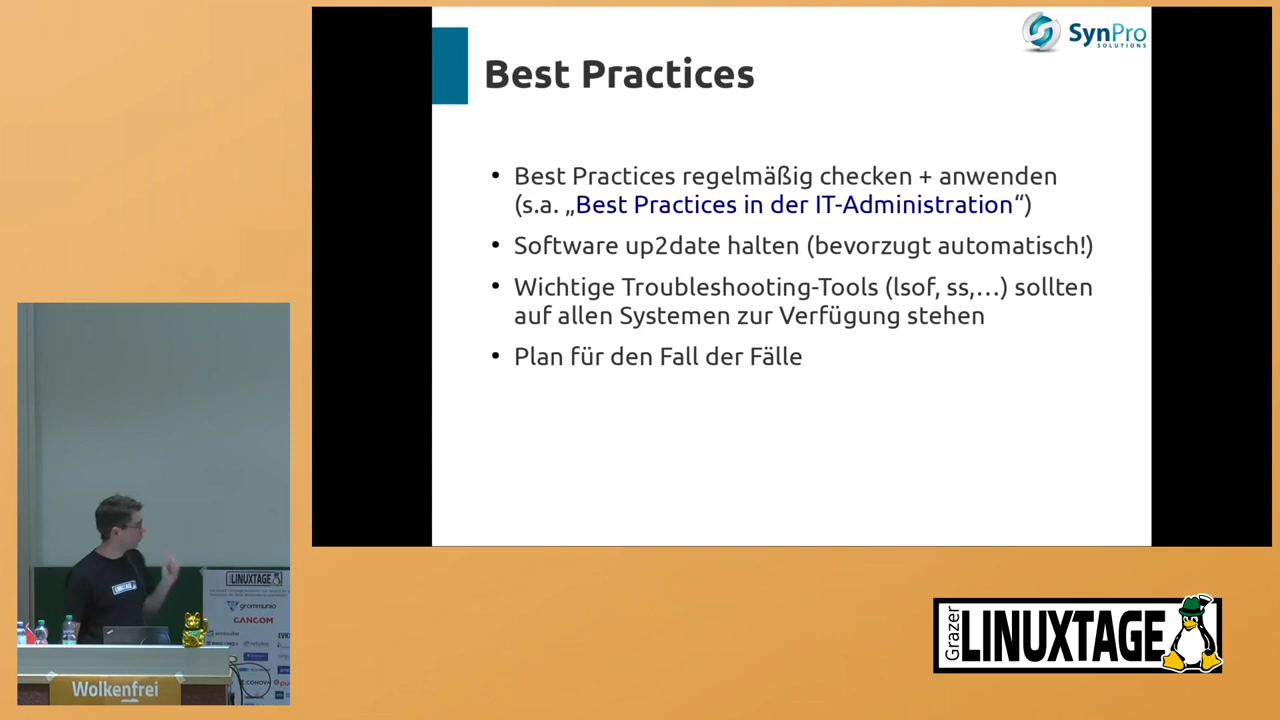 SynPro
SOLUTIONS
Best Practices
• Best Practices regelmäßig checken + anwenden
(s.a. „Best Practices in der IT-Administration“)
• Software up2date halten (bevorzugt automatisch!)
• Wichtige Troubleshooting-Tools (lsof, ss,…) sollten
auf allen Systemen zur Verfügung stehen
• Plan für den Fall der Fälle
LINUXTAGE
LINUXTAGE
grommunio
CANCOM
Wolkenfrei
Grazer
LINUXTAGE